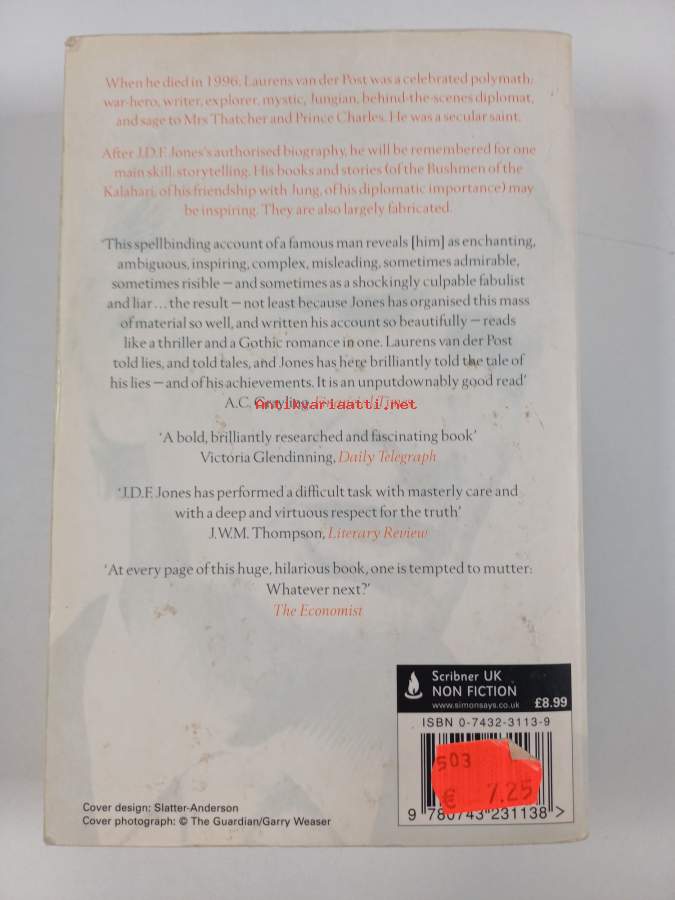 When he died in 1996, Laurens van der Post was a celebrated polymath:
war-hero, writer, explorer, mystic, Jungian, behind-the-scenes diplomat,
and sage to Mrs Thatcher and Prince Charles. He was a secular saint.
After J.D.F. Jones's authorised biography, he will be remembered for one
main skill: storytelling. His books and stories (of the Bushmen of the
Kalahari, of his friendship with Jung, of his diplomatic importance) may
be inspiring. They are also largely fabricated.
'This spellbinding account of a famous man reveals [him] as enchanting,
ambiguous, inspiring, complex, misleading, sometimes admirable,
sometimes risible – and sometimes as a shockingly culpable fabulist
and liar ... the result – not least because Jones has organised this mass
of material so well, and written his account so beautifully – reads
like a thriller and a Gothic romance in one. Laurens van der Post
told lies, and told tales, and Jones has here brilliantly told the tale of
his lies – and of his achievements. It is an unputdownably good read'
A.C. Grayling, Financial Times
Antikvariaatti.net
'A bold, brilliantly researched and fascinating book'
Victoria Glendinning, Daily Telegraph
'J.D.F. Jones has performed a difficult task with masterly care and
with a deep and virtuous respect for the truth'
J.W.M. Thompson, Literary Review
'At every page of this huge, hilarious book, one is tempted to mutter:
Whatever next?'
The Economist
Scribner UK
NON FICTION
www.simonsays.co.uk £8.99
ISBN 0-7432-3113-9
503
€ 7.25
9 780743 231138 >
Cover design: Slatter-Anderson
Cover photograph: © The Guardian/Garry Weaser